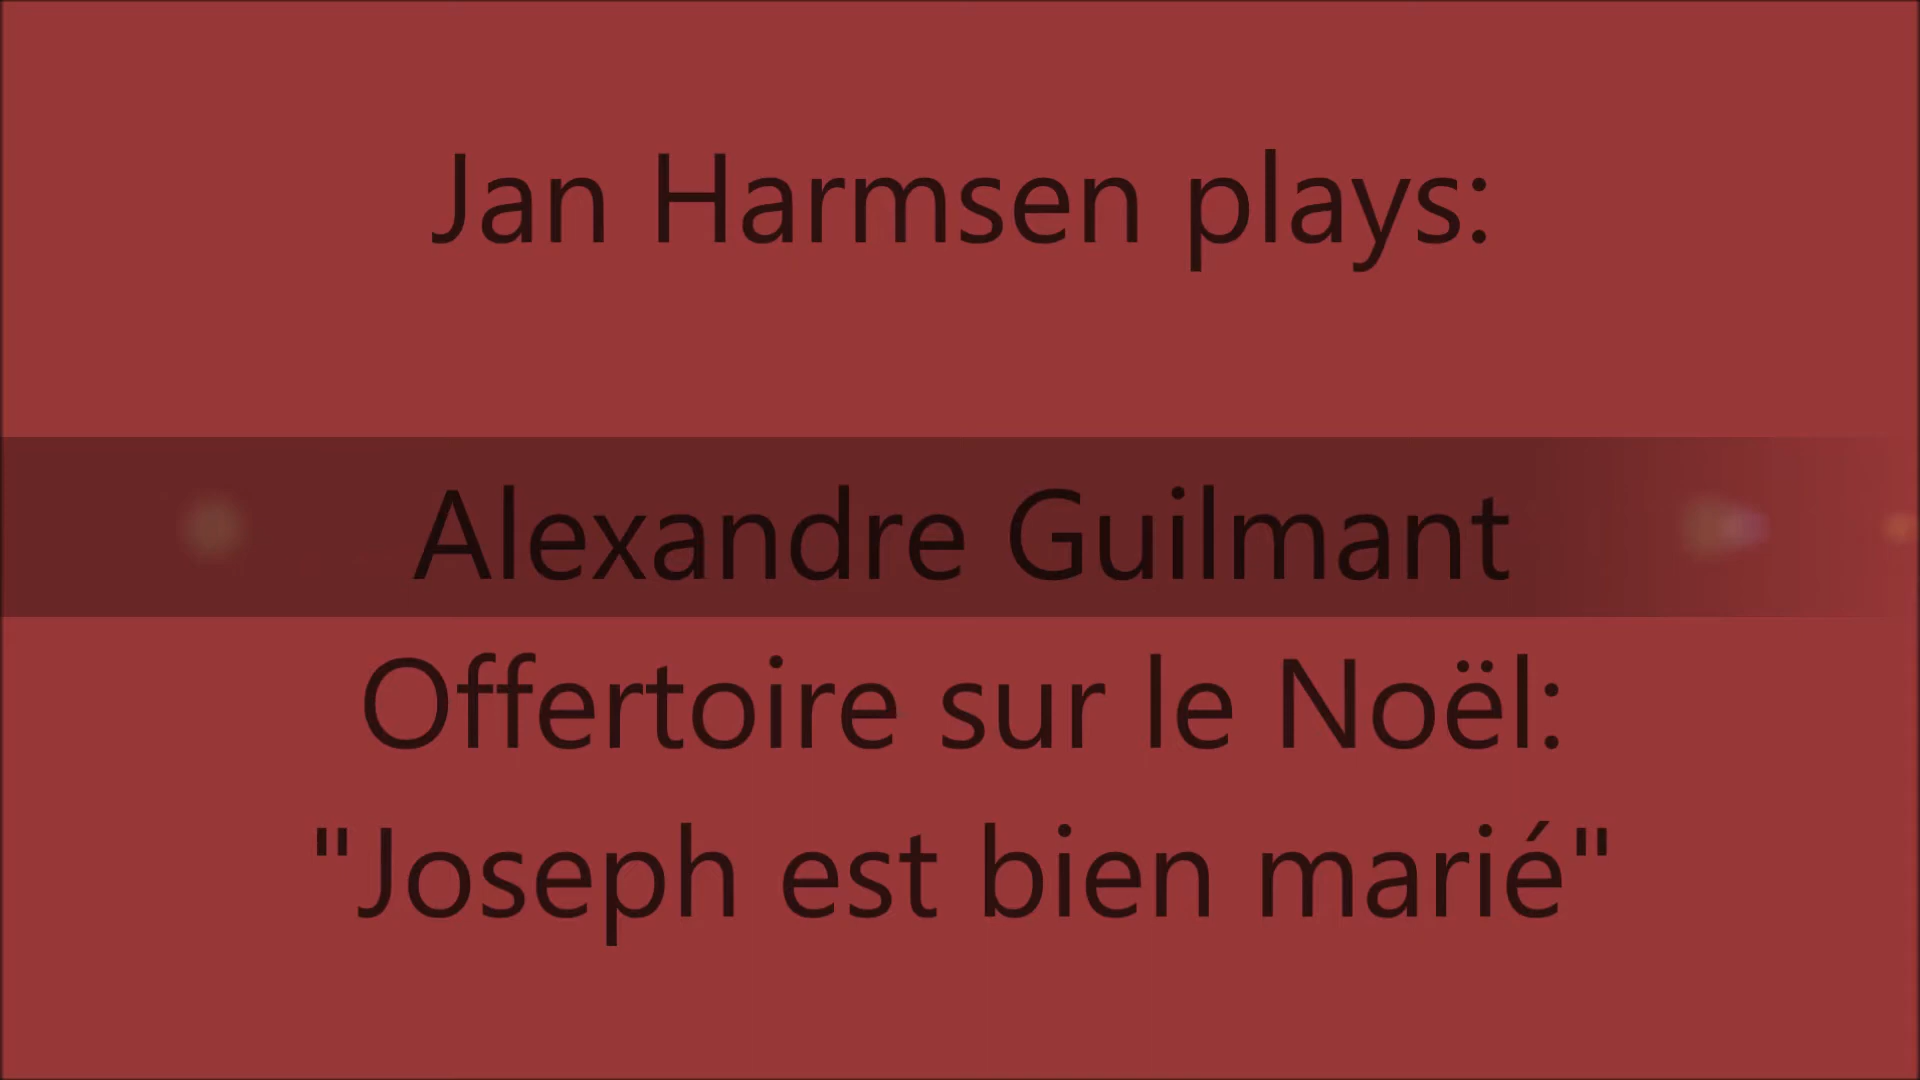 Jan Harmsen plays:
Alexandre Guilmant
Offertoire sur le Noël:
"Joseph est bien marié"